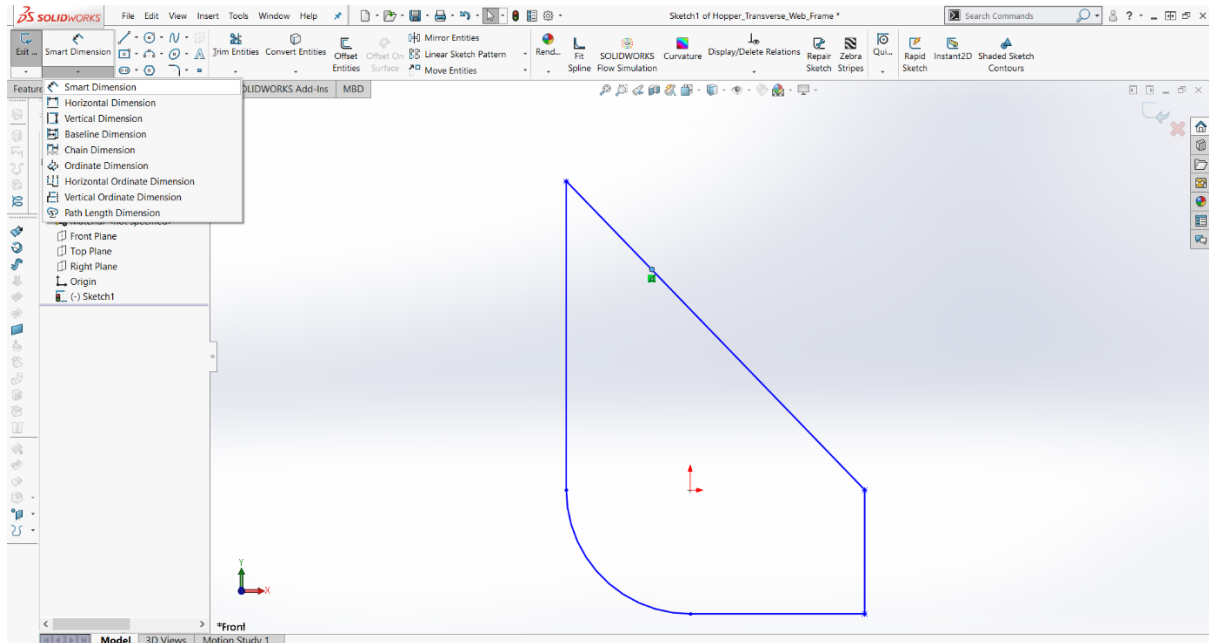 SOLIDWORKS File Edit View Insert Tools Window Help Sketch1 of Hopper_Transverse_Web_Frame * Search Commands ?
Exit ... Smart Dimension Trim Entities Convert Entities Offset Entities Offset On Surface Mirror Entities Linear Sketch Pattern Move Entities Rend... Fit Spline SOLIDWORKS Flow Simulation Curvature Display/Delete Relations Repair Sketch Zebra Stripes Qui... Rapid Sketch Instant2D Shaded Sketch Contours
Feature OLIDWORKS Add-Ins MBD
Smart Dimension
Horizontal Dimension
Vertical Dimension
Baseline Dimension
Chain Dimension
Ordinate Dimension
Horizontal Ordinate Dimension
Vertical Ordinate Dimension
Path Length Dimension
Front Plane
Top Plane
Right Plane
Origin
(-) Sketch1
Y
X
*Front
Model 3D Views Motion Study 1